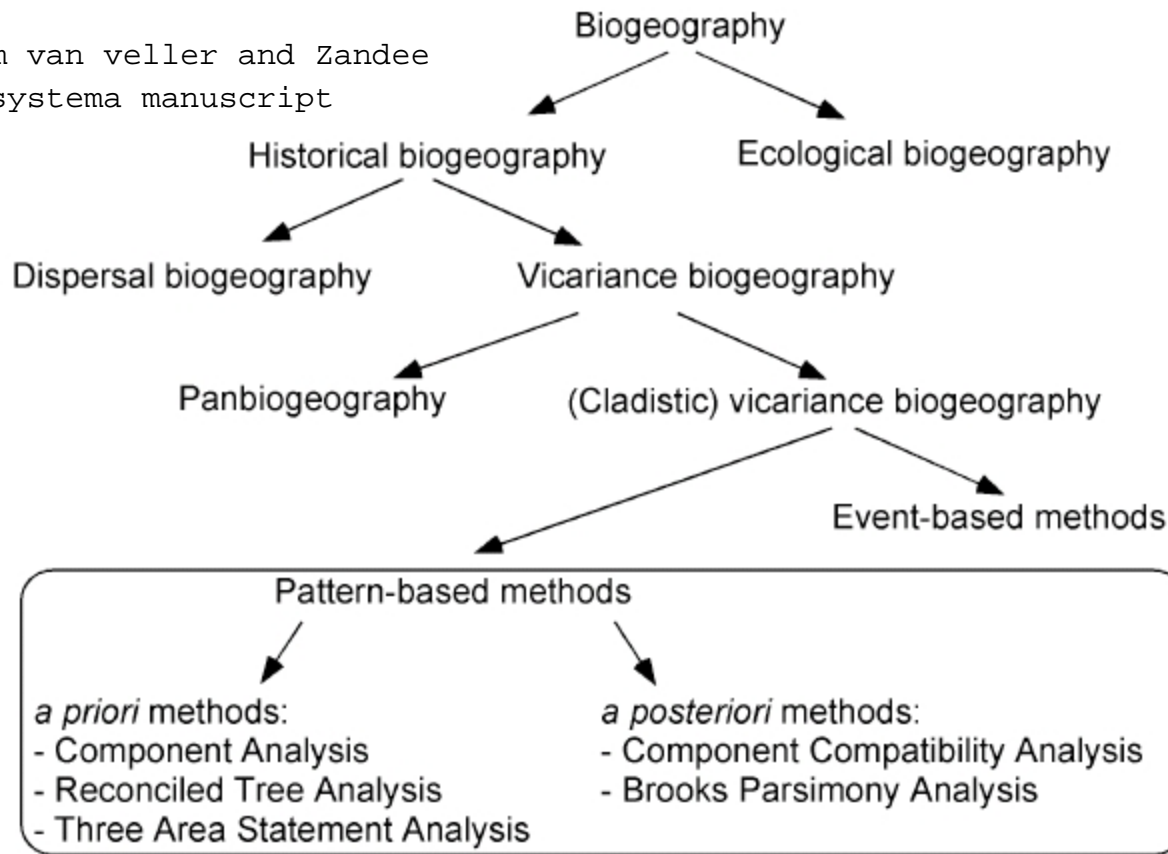 Biogeography
van veller and Zandee
systema manuscript
Historical biogeography
Ecological biogeography
Dispersal biogeography
Vicariance biogeography
Panbiogeography
(Cladistic) vicariance biogeography
Event-based methods
Pattern-based methods
a priori methods:
- Component Analysis
- Reconciled Tree Analysis
- Three Area Statement Analysis
a posteriori methods:
- Component Compatibility Analysis
- Brooks Parsimony Analysis